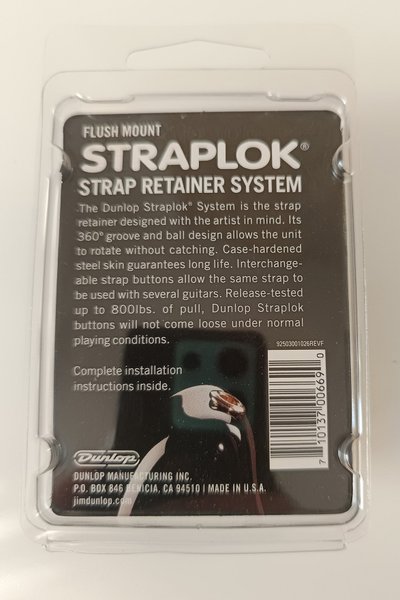 FLUSH MOUNT
STRAPLOK®
STRAP RETAINER SYSTEM
The Dunlop Straplok® System is the strap
retainer designed with the artist in mind. Its
360° groove and ball design allows the unit
to rotate without catching. Case-hardened
steel skin guarantees long life. Interchange-
able strap buttons allow the same strap to
be used with several guitars. Release-tested
up to 800lbs. of pull, Dunlop Straplok
buttons will not come loose under normal
playing conditions.
92503001026REVF
Complete installation
instructions inside.
7 10137 00669 0
Dunlop
DUNLOP MANUFACTURING INC.
P.O. BOX 846 BENICIA, CA 94510 | MADE IN U.S.A.
jimdunlop.com